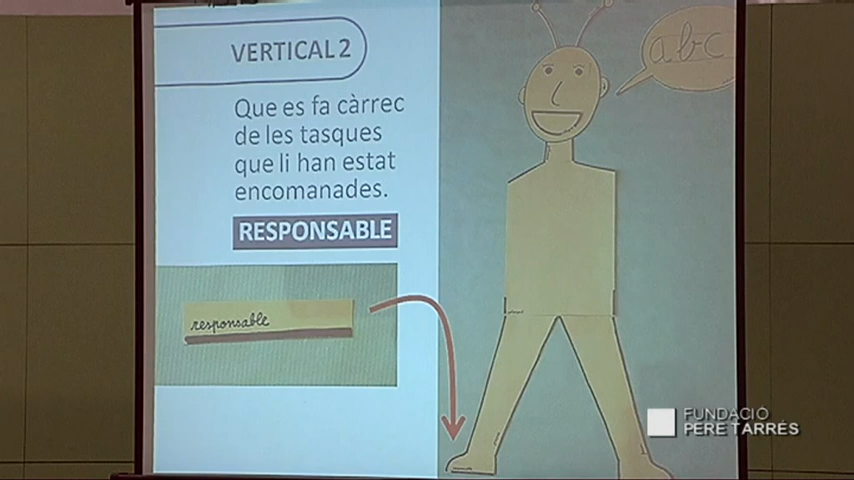 VERTICAL 2
Que es fa càrrec
de les tasques
que li han estat
encomanades.
RESPONSABLE
responsable
abc
FUNDACIÓ
PERE TARRÉS